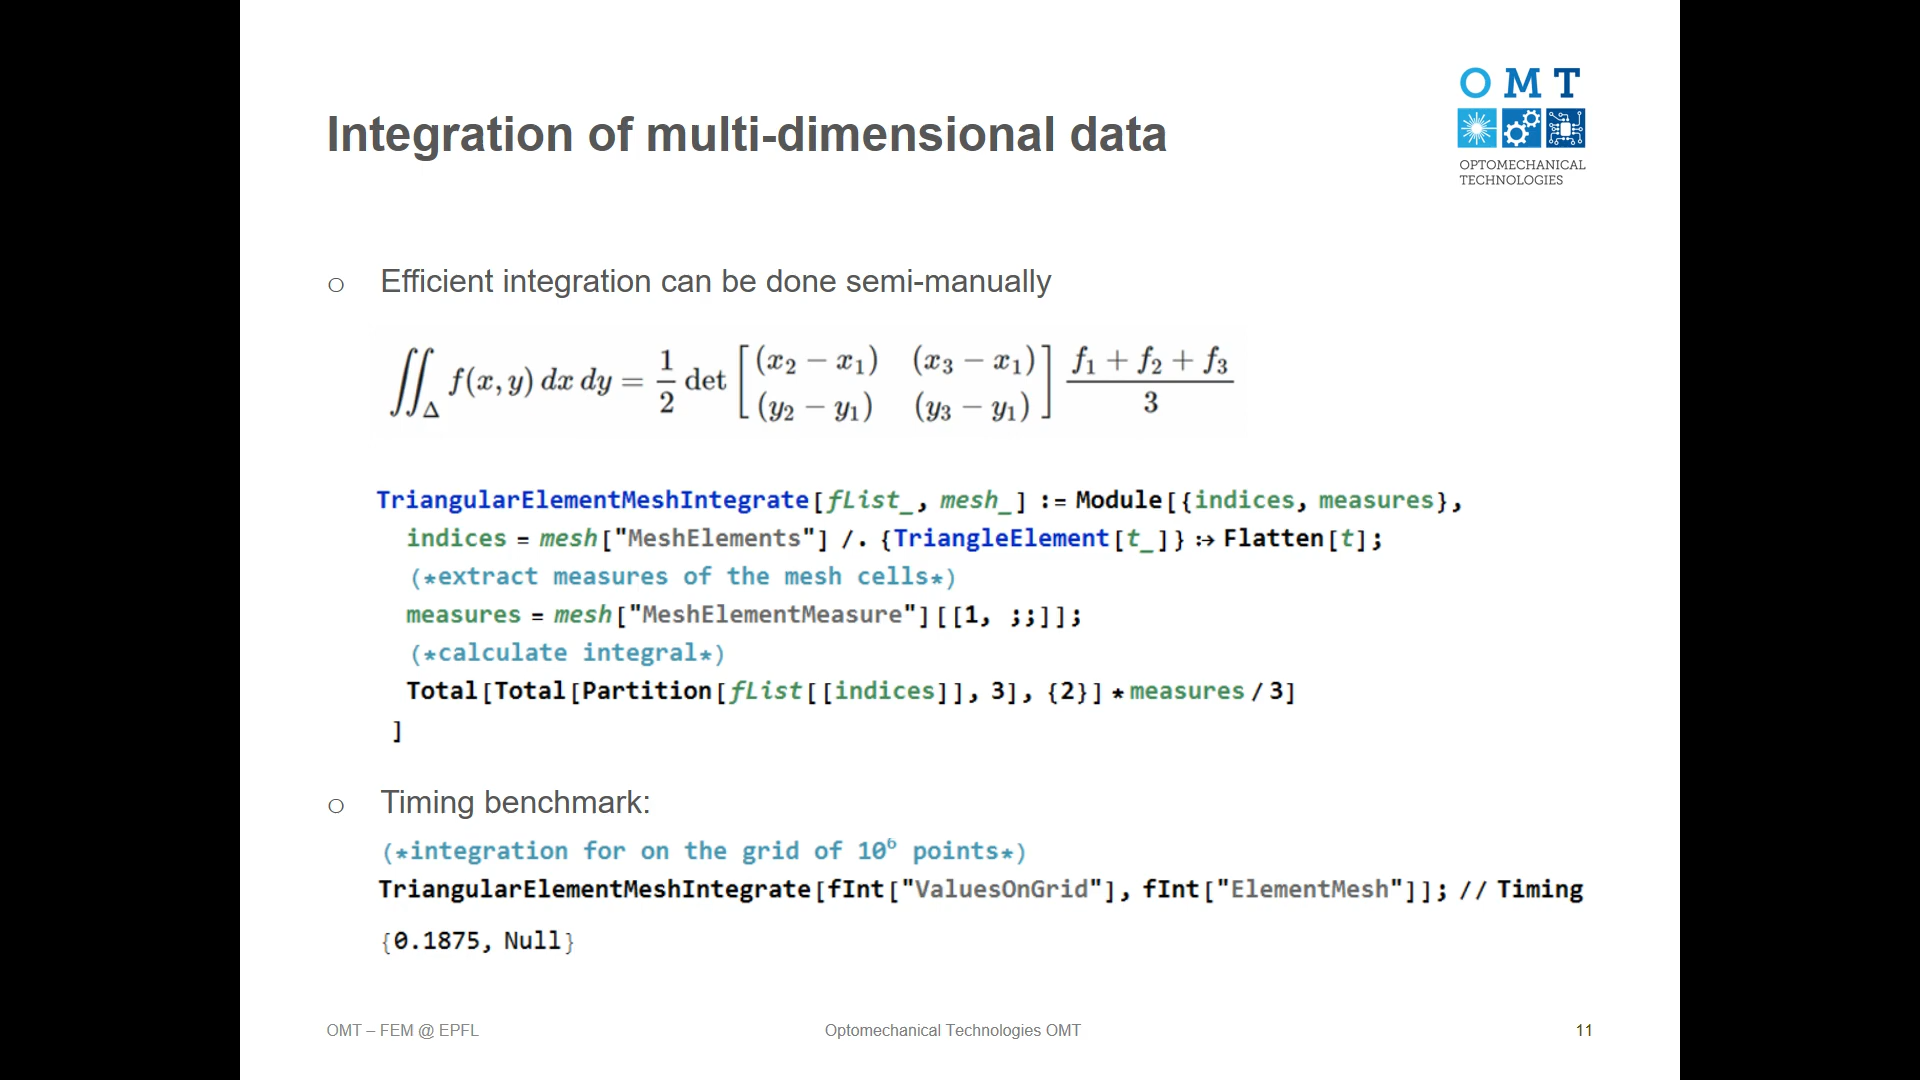 O M T
OPTOMECHANICAL
TECHNOLOGIES
Integration of multi-dimensional data
o Efficient integration can be done semi-manually
∬_Δ f(x, y) dx dy = 1/2 det [(x₂ − x₁) (x₃ − x₁); (y₂ − y₁) (y₃ − y₁)] (f₁ + f₂ + f₃)/3
TriangularElementMeshIntegrate[fList_, mesh_] := Module[{indices, measures},
indices = mesh["MeshElements"] /. {TriangleElement[t_]} :→ Flatten[t];
(*extract measures of the mesh cells*)
measures = mesh["MeshElementMeasure"][[1, ;;]];
(*calculate integral*)
Total[Total[Partition[fList[[indices]], 3], {2}] * measures / 3]
]
o Timing benchmark:
(*integration for on the grid of 10⁶ points*)
TriangularElementMeshIntegrate[fInt["ValuesOnGrid"], fInt["ElementMesh"]]; // Timing
{0.1875, Null}
OMT – FEM @ EPFL
Optomechanical Technologies OMT
11